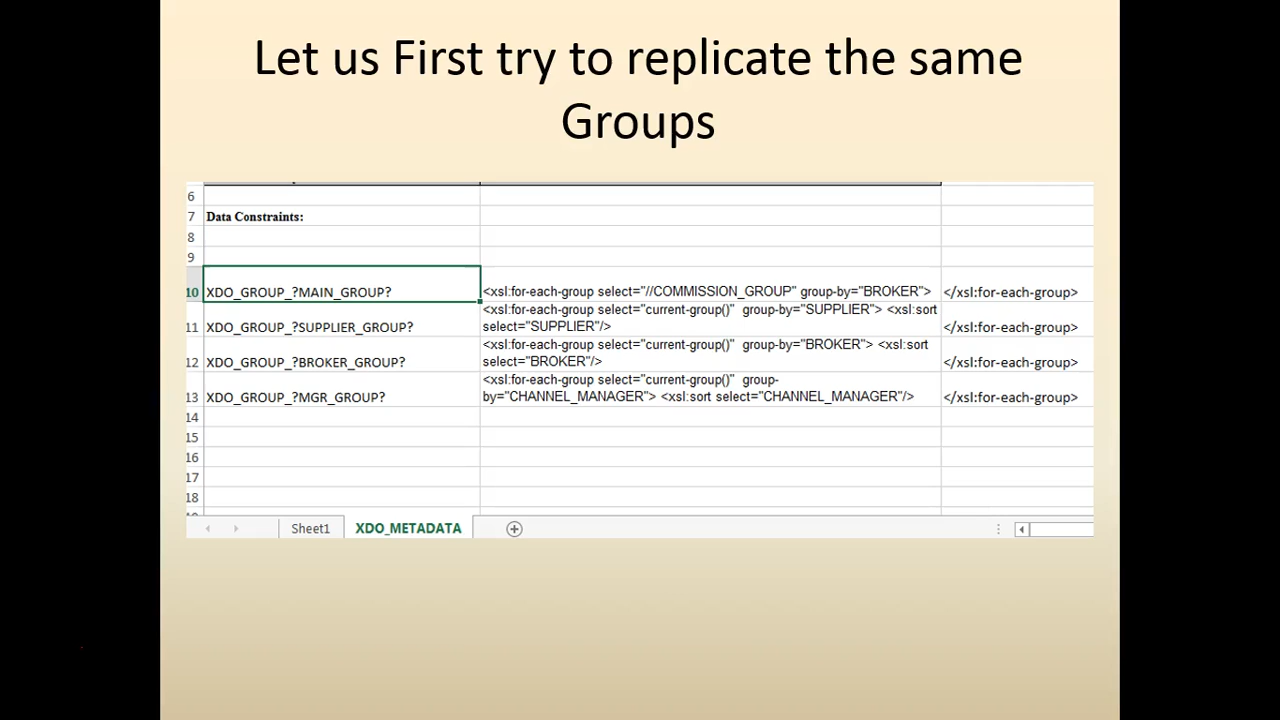 Let us First try to replicate the same
Groups
6
7 Data Constraints:
8
9
10 XDO_GROUP_?MAIN_GROUP? <xsl:for-each-group select="//COMMISSION_GROUP" group-by="BROKER"> </xsl:for-each-group>
<xsl:for-each-group select="current-group()" group-by="SUPPLIER"> <xsl:sort
11 XDO_GROUP_?SUPPLIER_GROUP? select="SUPPLIER"/> </xsl:for-each-group>
<xsl:for-each-group select="current-group()" group-by="BROKER"> <xsl:sort
12 XDO_GROUP_?BROKER_GROUP? select="BROKER"/> </xsl:for-each-group>
<xsl:for-each-group select="current-group()" group-
13 XDO_GROUP_?MGR_GROUP? by="CHANNEL_MANAGER"> <xsl:sort select="CHANNEL_MANAGER"/> </xsl:for-each-group>
14
15
16
17
18
Sheet1 XDO_METADATA